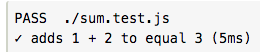 PASS ./sum.test.js
✓ adds 1 + 2 to equal 3 (5ms)